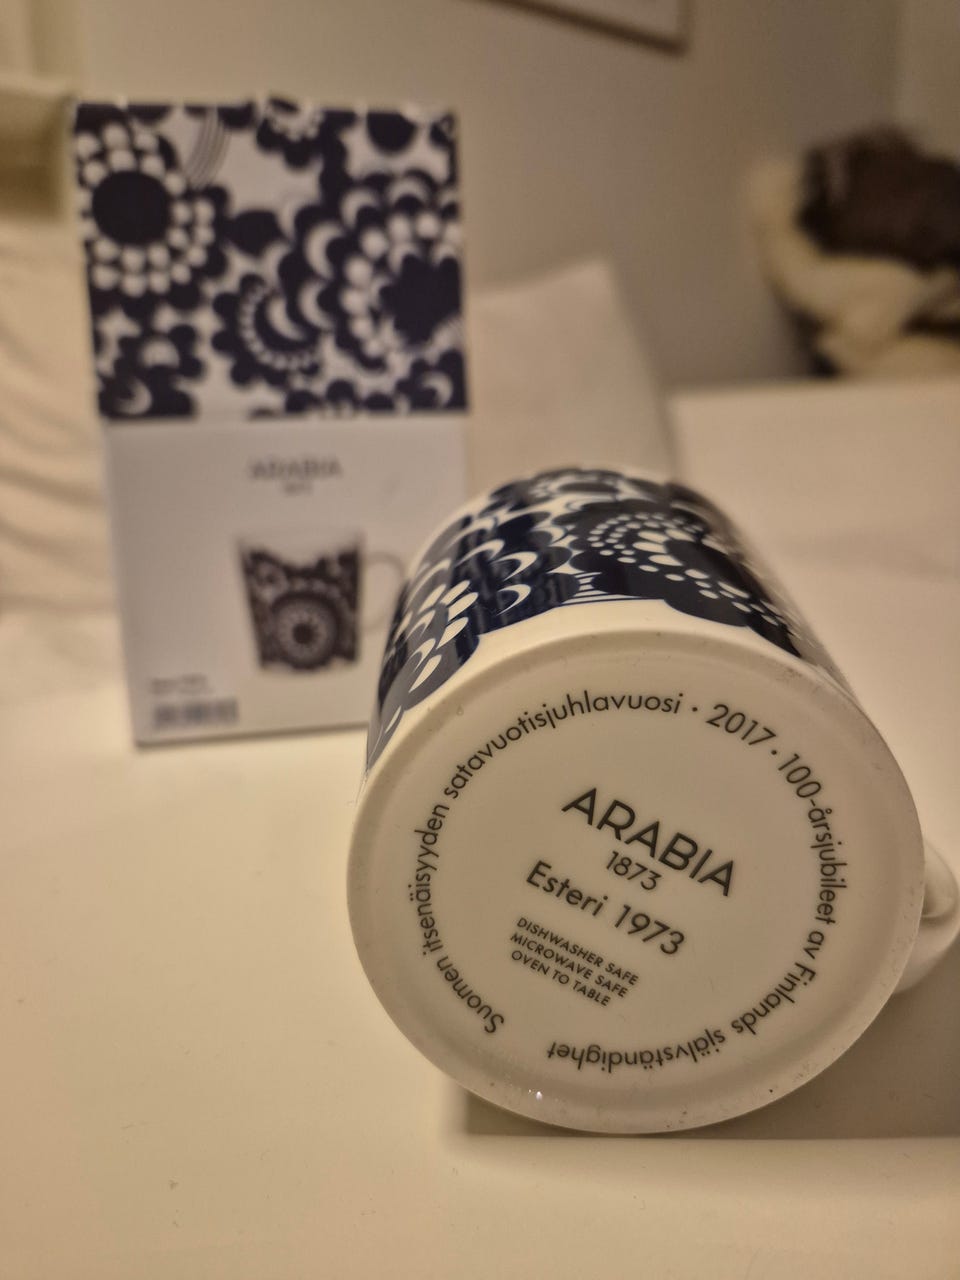 ARABIA
Suomen itsenäisyyden satavuotisjuhlavuosi · 2017 · 100-årsjubileet av Finlands självständighet
ARABIA
1873
Esteri 1973
DISHWASHER SAFE
MICROWAVE SAFE
OVEN TO TABLE